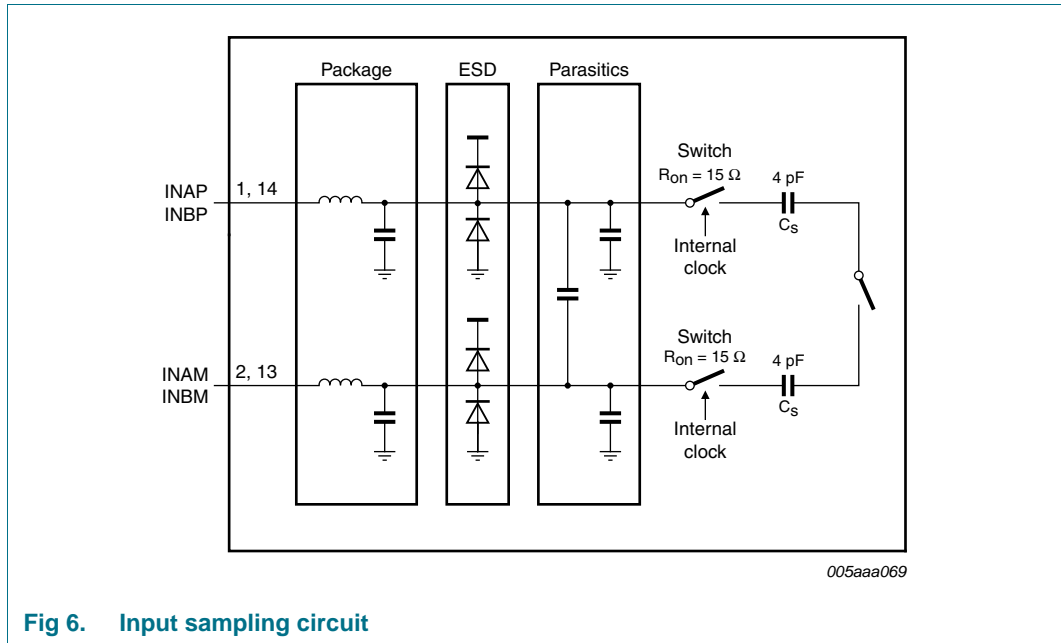 Package ESD Parasitics
Switch
Ron = 15 Ω
4 pF
INAP
INBP
1, 14
Internal
clock
Cs
Switch
Ron = 15 Ω
4 pF
INAM
INBM
2, 13
Internal
clock
Cs
005aaa069
Fig 6. Input sampling circuit